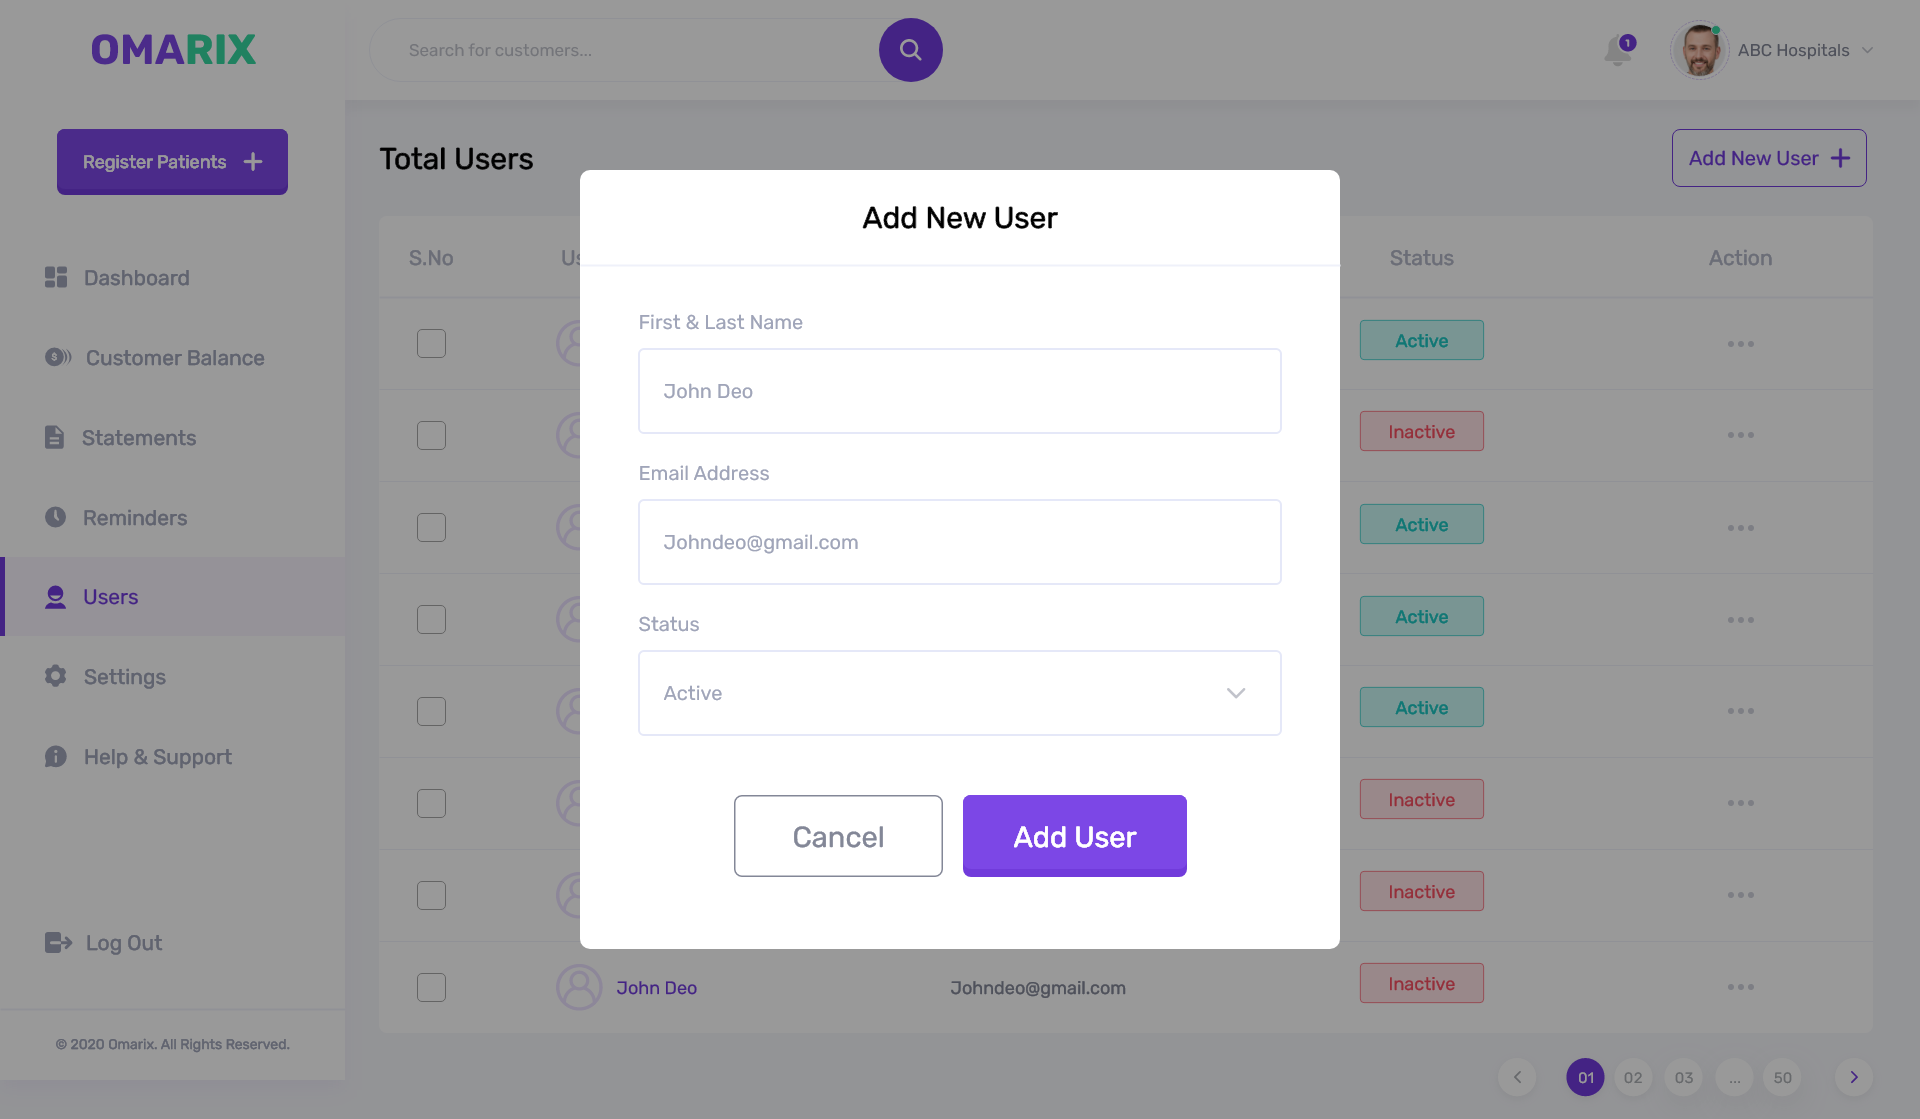 OMARIX
Search for customers...
1
ABC Hospitals
Register Patients
Total Users
Add New User
Add New User
S.No
Status
Action
Dashboard
First & Last Name
Active
Customer Balance
John Deo
Inactive
Statements
Email Address
Reminders
Johndeo@gmail.com
Active
Users
Status
Active
Settings
Active
Active
Help & Support
Inactive
Cancel
Add User
Inactive
Log Out
John Deo
Johndeo@gmail.com
Inactive
© 2020 Omarix. All Rights Reserved.
01
02
03
...
50